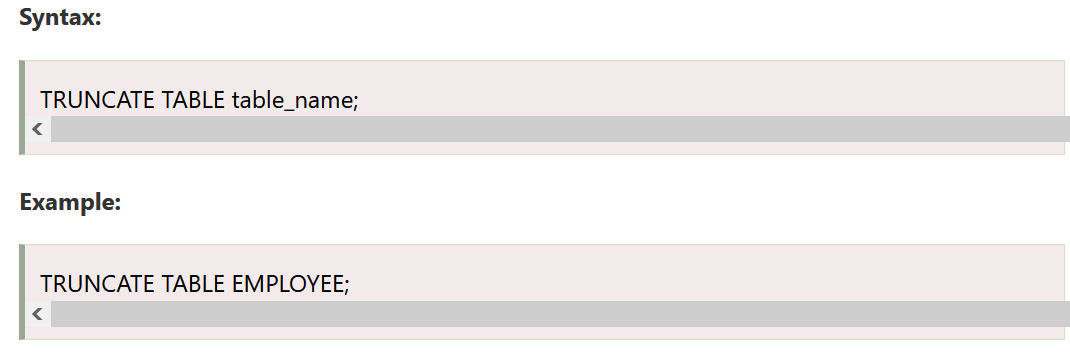 Syntax:
TRUNCATE TABLE table_name;
Example:
TRUNCATE TABLE EMPLOYEE;